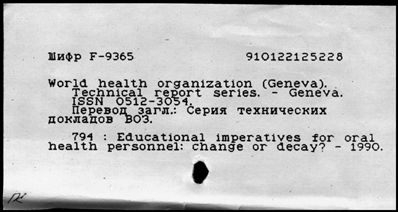 Шифр F-9365 910122125228
World health organization (Geneva).
Technical report series. - Geneva.
ISSN 0512-3054.
Перевод загл.: Серия технических
докладов ВОЗ.
794 : Educational imperatives for oral
health personnel: change or decay? - 1990.